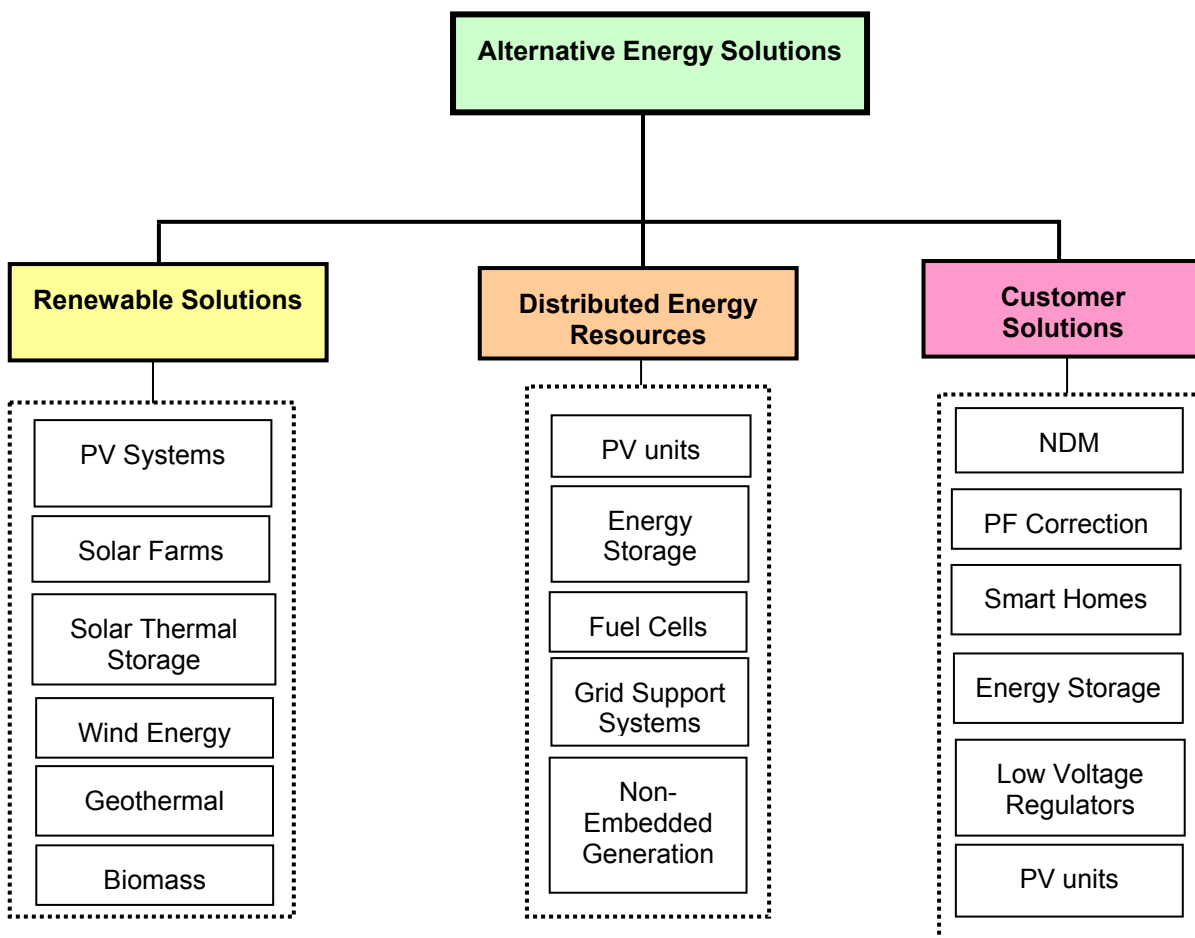 Alternative Energy Solutions
Renewable Solutions
PV Systems
Solar Farms
Solar Thermal
Storage
Wind Energy
Geothermal
Biomass
Distributed Energy
Resources
PV units
Energy
Storage
Fuel Cells
Grid Support
Systems
Non-
Embedded
Generation
Customer
Solutions
NDM
PF Correction
Smart Homes
Energy Storage
Low Voltage
Regulators
PV units